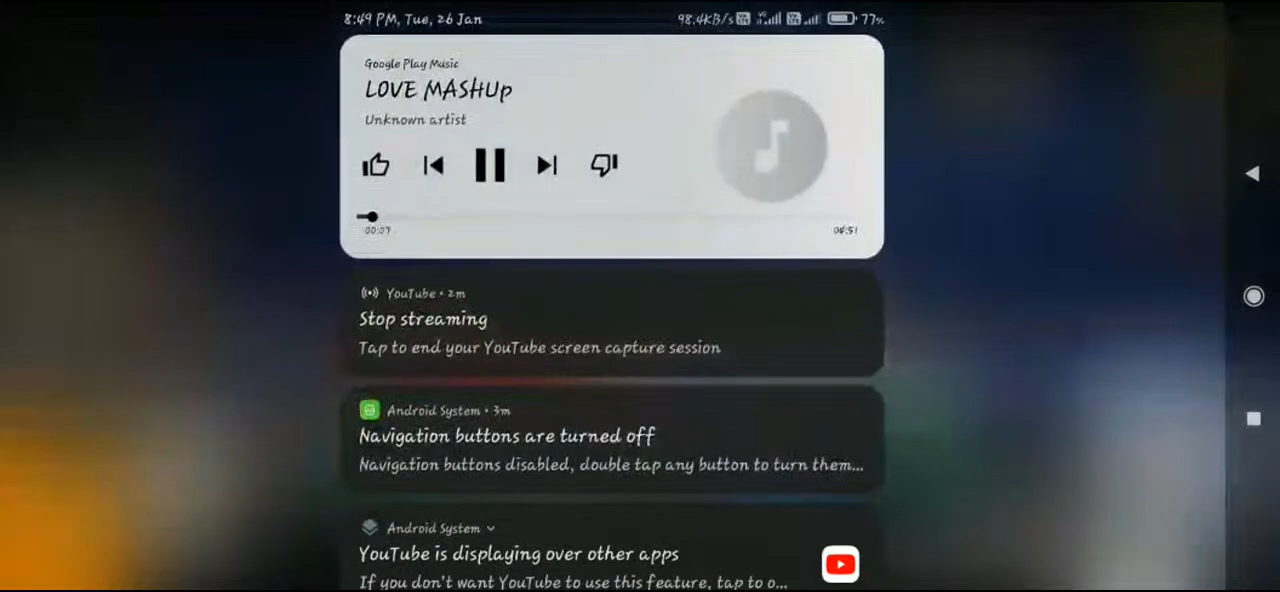 8:49 PM, Tue, 26 Jan
98.4KB/s 77%
Google Play Music
LOVE MASHUp
Unknown artist
00:07
YouTube • 2m
Stop streaming
Tap to end your YouTube screen capture session
Android System • 3m
Navigation buttons are turned off
Navigation buttons disabled, double tap any button to turn them...
Android System
YouTube is displaying over other apps
If you don't want YouTube to use this feature, tap to o...